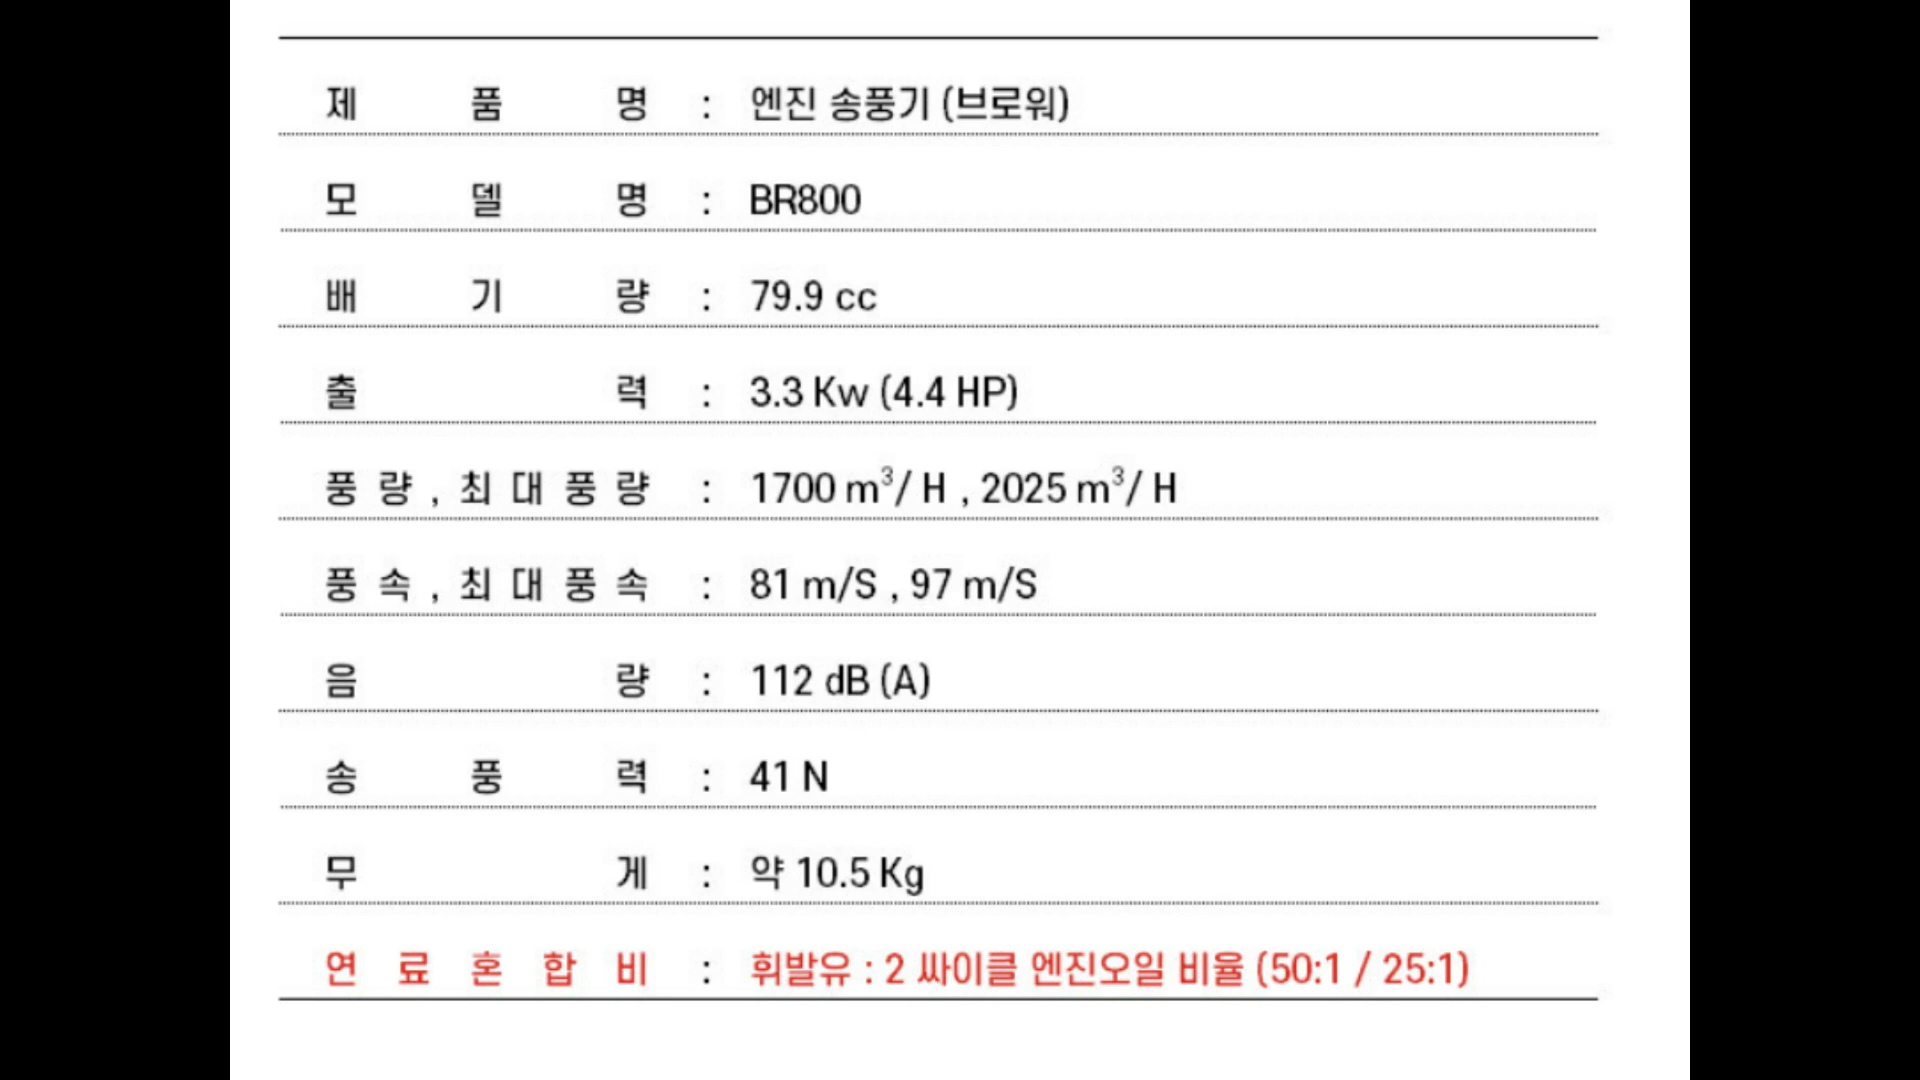 제 품 명 : 엔진 송풍기 (브로워)
모 델 명 : BR800
배 기 량 : 79.9 cc
출 력 : 3.3 Kw (4.4 HP)
풍 량 , 최 대 풍 량 : 1700 m³/ H , 2025 m³/ H
풍 속 , 최 대 풍 속 : 81 m/S , 97 m/S
음 량 : 112 dB (A)
송 풍 력 : 41 N
무 게 : 약 10.5 Kg
연 료 혼 합 비 : 휘발유 : 2 싸이클 엔진오일 비율 (50:1 / 25:1)